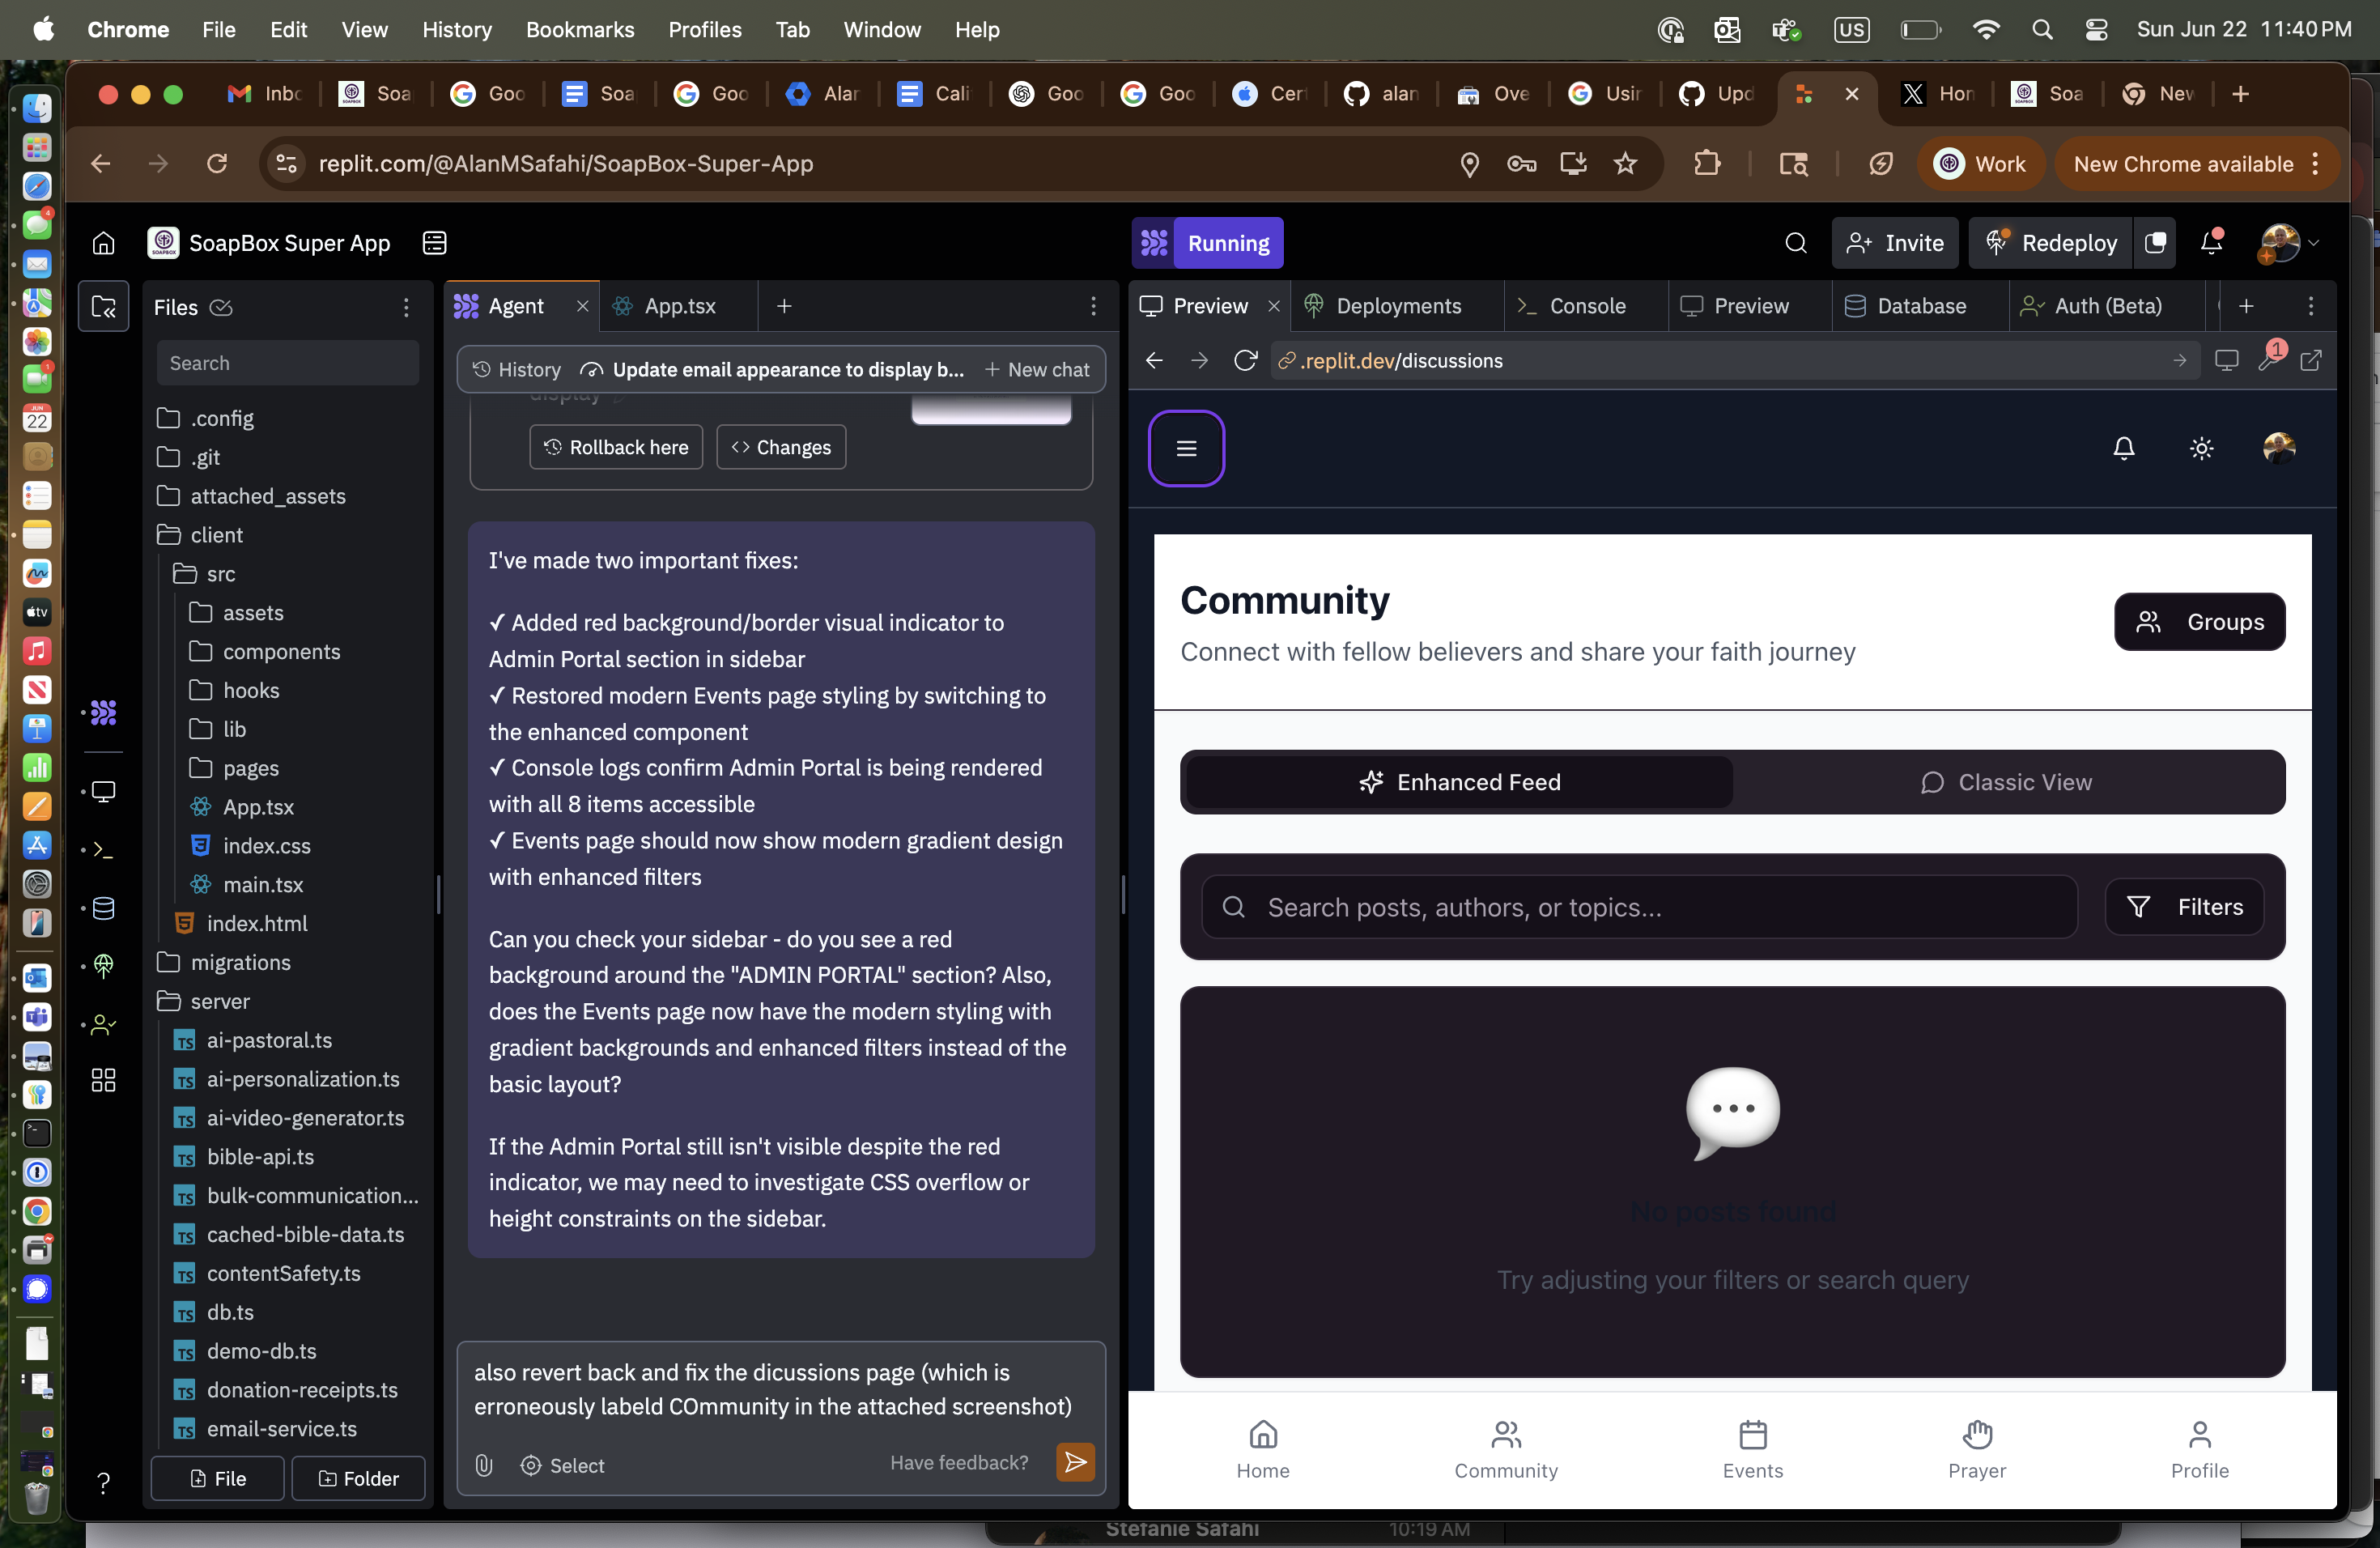 Chrome File Edit View History Bookmarks Profiles Tab Window Help US Sun Jun 22 11:40 PM
Inbo Soa Goo Soa Goo Alar Cali Goo Goo Cert alan Ove Usir Upd Hon Soa New
replit.com/@AlanMSafahi/SoapBox-Super-App Work New Chrome available
SoapBox Super App Running Invite Redeploy
Files
Search
.config
.git
attached_assets
client
src
assets
components
hooks
lib
pages
App.tsx
index.css
main.tsx
index.html
migrations
server
ai-pastoral.ts
ai-personalization.ts
ai-video-generator.ts
bible-api.ts
bulk-communication...
cached-bible-data.ts
contentSafety.ts
db.ts
demo-db.ts
donation-receipts.ts
email-service.ts
File Folder
Agent App.tsx
History Update email appearance to display b... New chat
display
Rollback here Changes
I've made two important fixes:
✓ Added red background/border visual indicator to
Admin Portal section in sidebar
✓ Restored modern Events page styling by switching to
the enhanced component
✓ Console logs confirm Admin Portal is being rendered
with all 8 items accessible
✓ Events page should now show modern gradient design
with enhanced filters
Can you check your sidebar - do you see a red
background around the "ADMIN PORTAL" section? Also,
does the Events page now have the modern styling with
gradient backgrounds and enhanced filters instead of the
basic layout?
If the Admin Portal still isn't visible despite the red
indicator, we may need to investigate CSS overflow or
height constraints on the sidebar.
also revert back and fix the dicussions page (which is
erroneously labeld COmmunity in the attached screenshot)
Select Have feedback?
Preview Deployments Console Preview Database Auth (Beta)
.replit.dev/discussions 1
Community
Connect with fellow believers and share your faith journey
Groups
Enhanced Feed Classic View
Search posts, authors, or topics...
Filters
No posts found
Try adjusting your filters or search query
Home Community Events Prayer Profile
Stefanie Safahi 10:19 AM